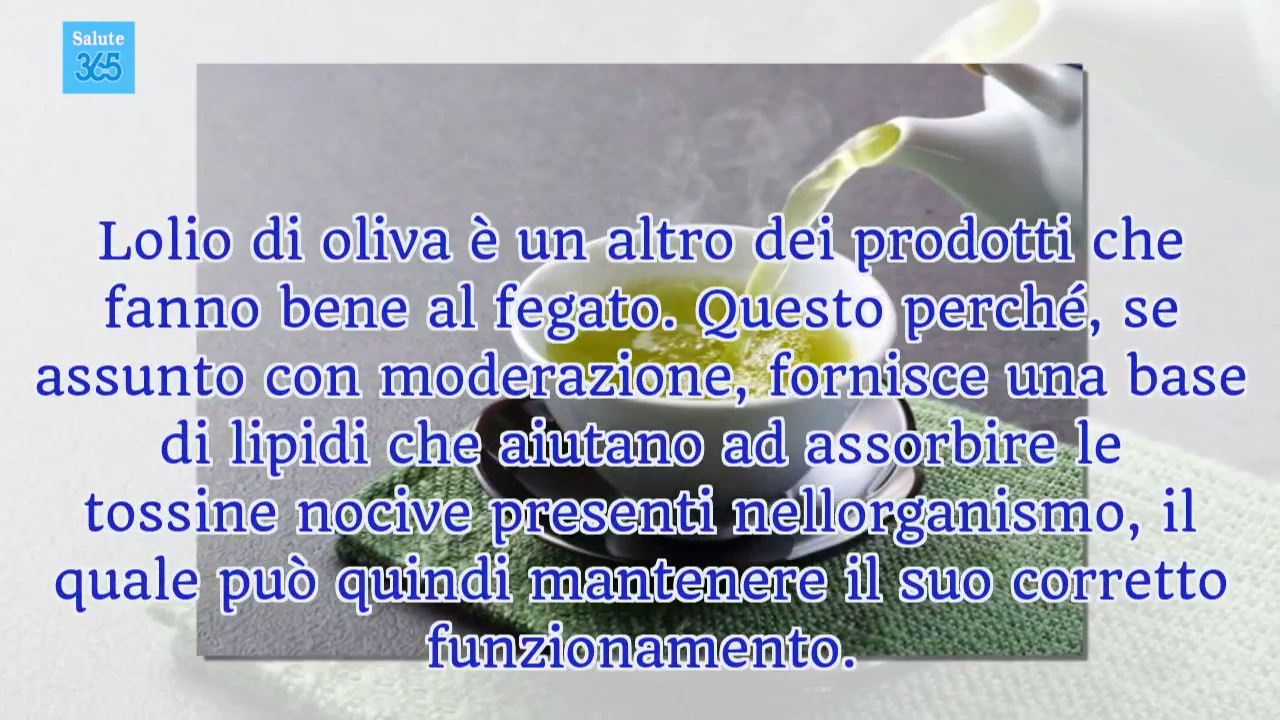 Salute
365
Lolio di oliva è un altro dei prodotti che
fanno bene al fegato. Questo perché, se
assunto con moderazione, fornisce una base
di lipidi che aiutano ad assorbire le
tossine nocive presenti nellorganismo, il
quale può quindi mantenere il suo corretto
funzionamento.